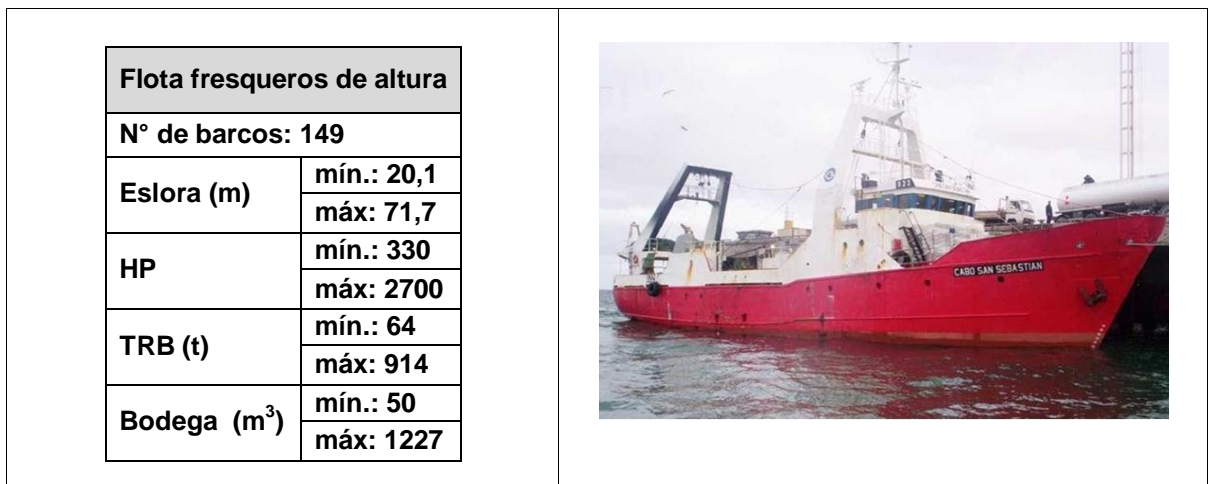 Flota fresqueros de altura
N° de barcos: 149
Eslora (m)
mín.: 20,1
máx: 71,7
HP
mín.: 330
máx: 2700
TRB (t)
mín.: 64
máx: 914
Bodega (m³)
mín.: 50
máx: 1227
CABO SAN SEBASTIAN